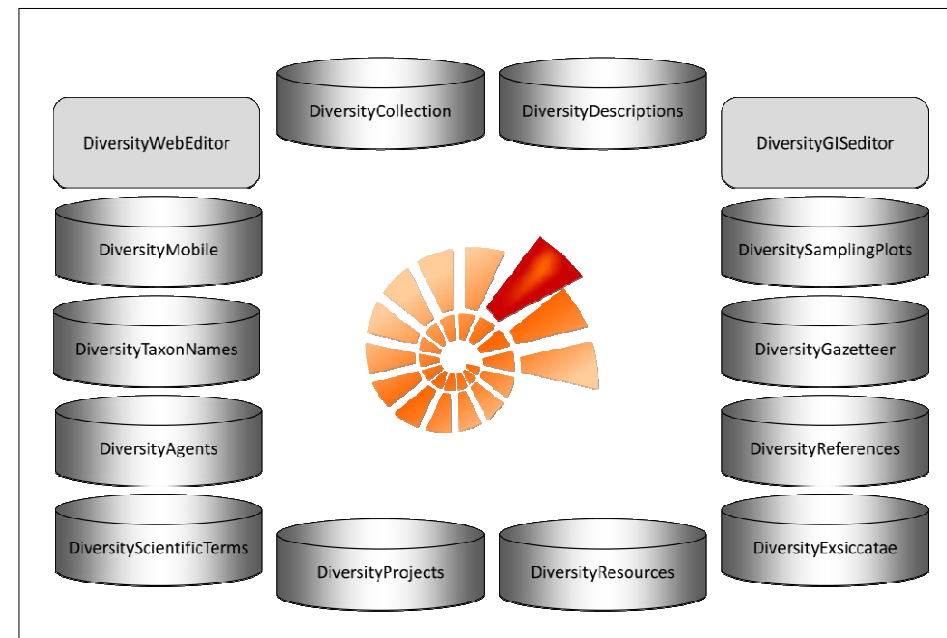 DiversityCollection
DiversityDescriptions
DiversityWebEditor
DiversityGISeditor
DiversityMobile
DiversitySamplingPlots
DiversityTaxonNames
DiversityGazetteer
DiversityAgents
DiversityReferences
DiversityScientificTerms
DiversityExsiccatae
DiversityProjects
DiversityResources